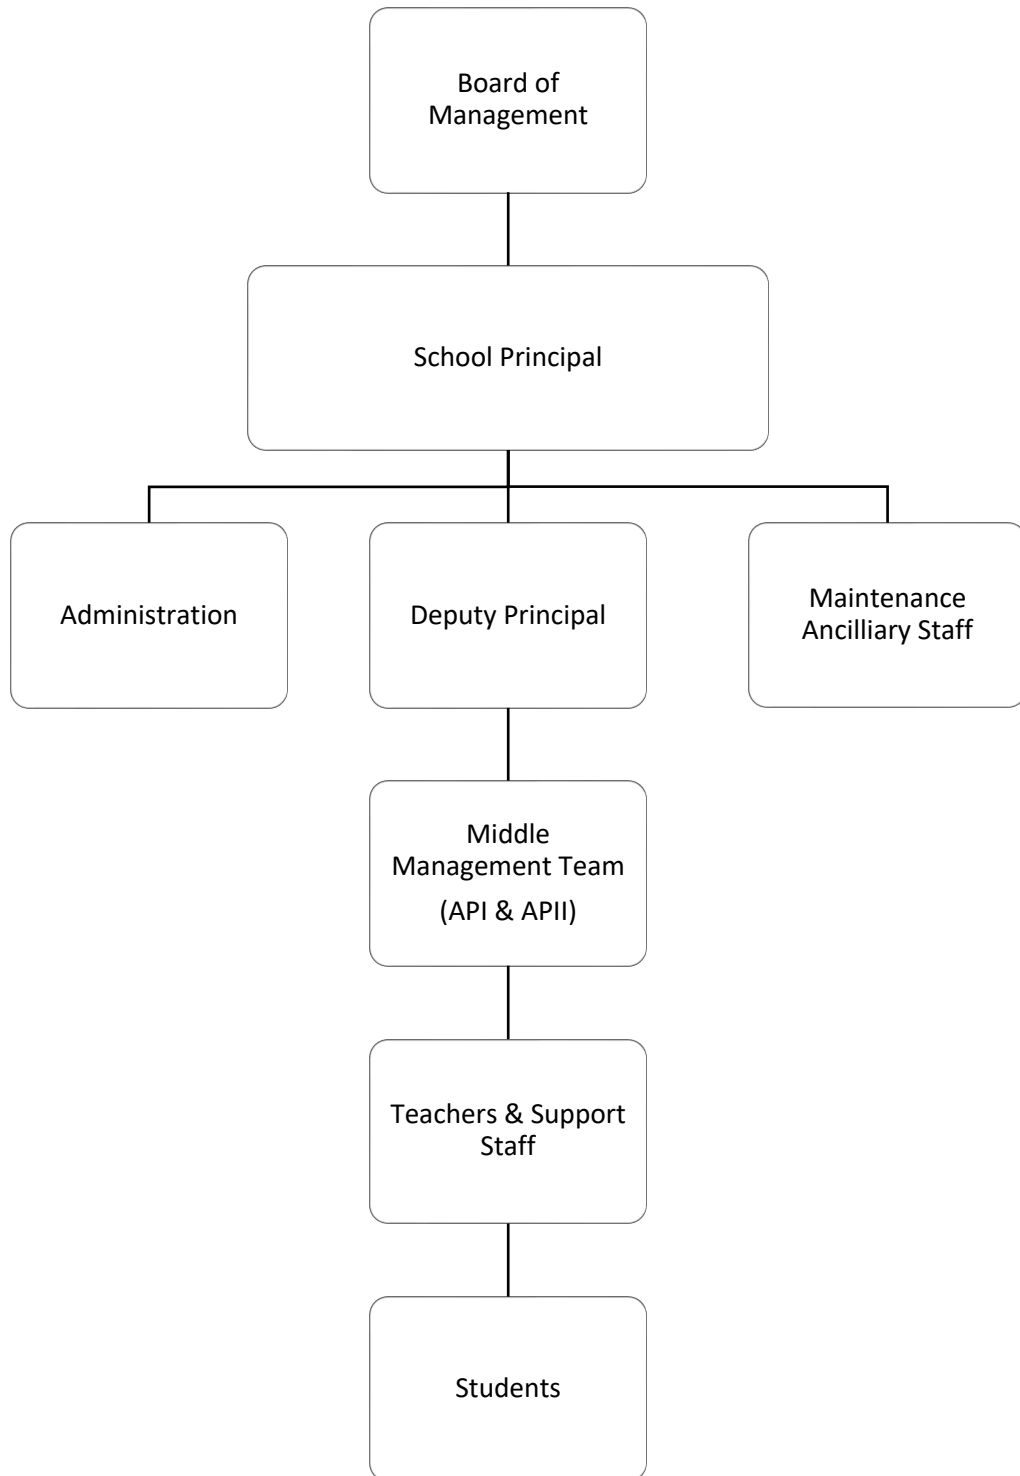 Board of
Management
School Principal
Administration
Deputy Principal
Maintenance
Ancilliary Staff
Middle
Management Team
(API & APII)
Teachers & Support
Staff
Students